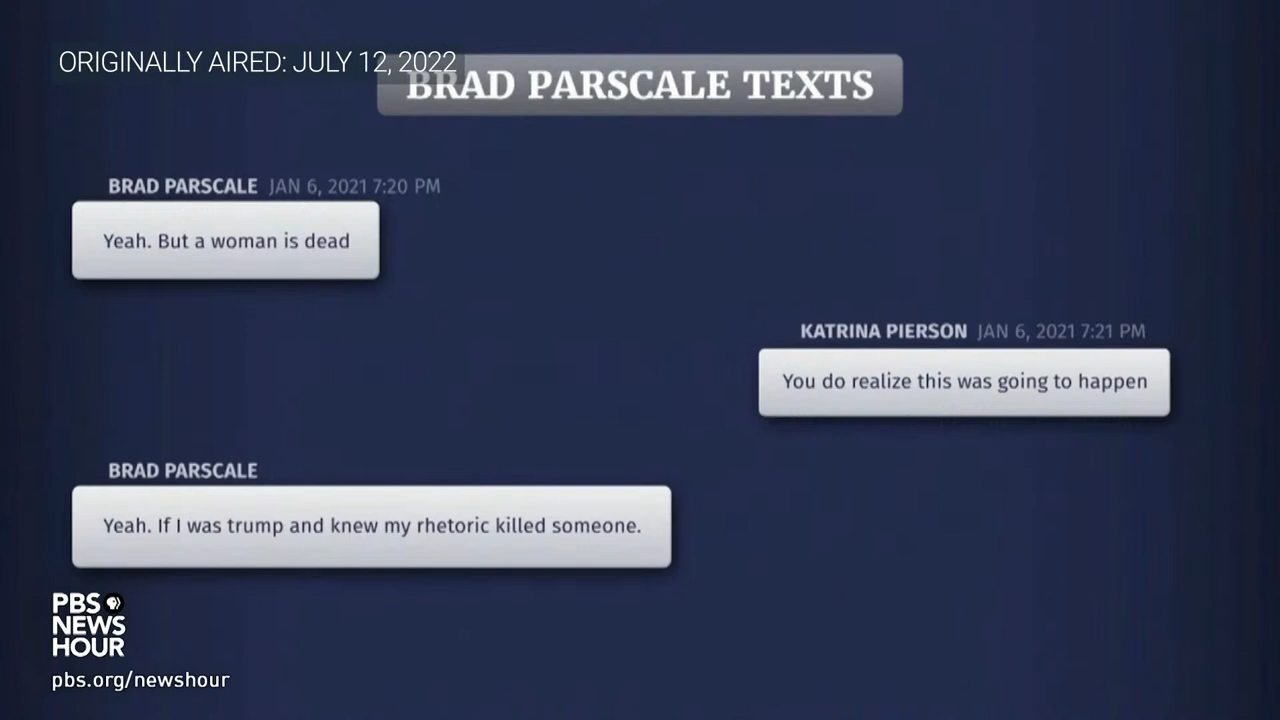 ORIGINALLY AIRED: JULY 12, 2022
BRAD PARSCALE TEXTS
BRAD PARSCALE JAN 6, 2021 7:20 PM
Yeah. But a woman is dead
KATRINA PIERSON JAN 6, 2021 7:21 PM
You do realize this was going to happen
BRAD PARSCALE
Yeah. If I was trump and knew my rhetoric killed someone.
PBS
NEWS
HOUR
pbs.org/newshour